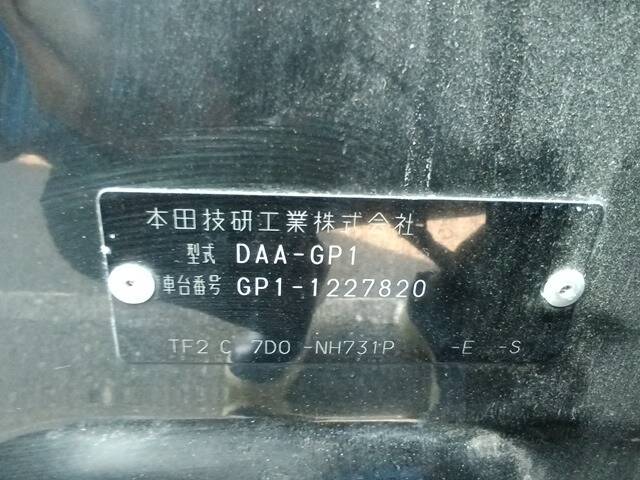 本田技研工業株式会社
型式 DAA-GP1
車台番号 GP1-1227820
TF2 C 7D0 -NH731P -E -S